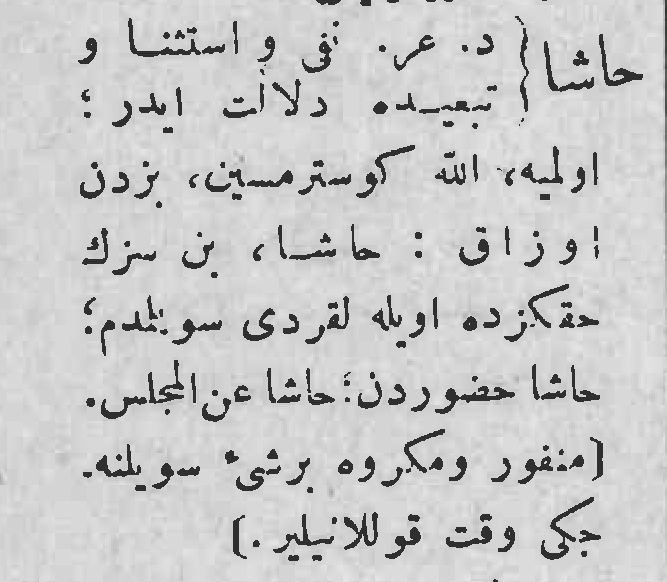 حاشا { د. عر. نفی و استثنا و
تبعیده دلالت ایدر ؛
اولمیه، الله کوسترمسین، بزدن
اوزاق : حاشا، بن سزك
حقکزده اویله لقردی سویلمدم؛
حاشا حضوردن؛ حاشا عن المجلس.
(منفور ومکروه برشیء سویلنه-
جکی وقت قوللانیلیر.)